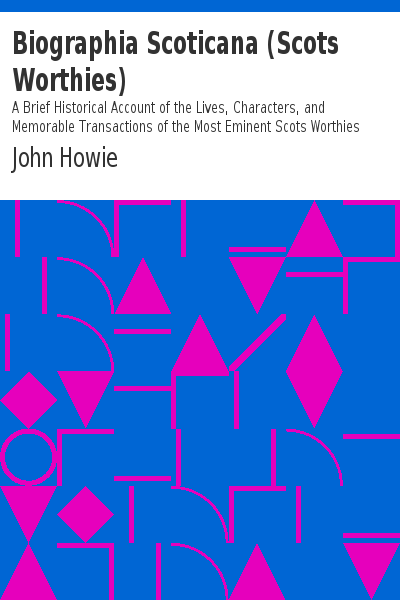 Biographia Scoticana (Scots
Worthies)
A Brief Historical Account of the Lives, Characters, and
Memorable Transactions of the Most Eminent Scots Worthies
John Howie